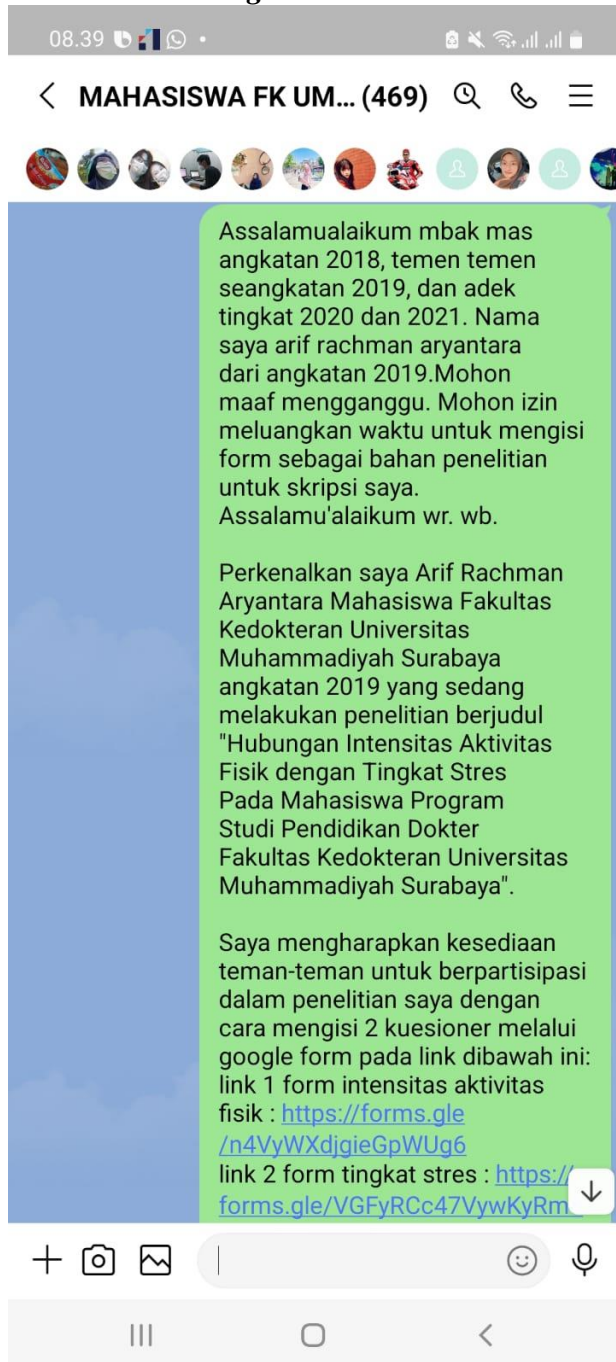 08.39
MAHASISWA FK UM... (469)
Assalamualaikum mbak mas
angkatan 2018, temen temen
seangkatan 2019, dan adek
tingkat 2020 dan 2021. Nama
saya arif rachman aryantara
dari angkatan 2019.Mohon
maaf mengganggu. Mohon izin
meluangkan waktu untuk mengisi
form sebagai bahan penelitian
untuk skripsi saya.
Assalamu'alaikum wr. wb.
Perkenalkan saya Arif Rachman
Aryantara Mahasiswa Fakultas
Kedokteran Universitas
Muhammadiyah Surabaya
angkatan 2019 yang sedang
melakukan penelitian berjudul
"Hubungan Intensitas Aktivitas
Fisik dengan Tingkat Stres
Pada Mahasiswa Program
Studi Pendidikan Dokter
Fakultas Kedokteran Universitas
Muhammadiyah Surabaya".
Saya mengharapkan kesediaan
teman-teman untuk berpartisipasi
dalam penelitian saya dengan
cara mengisi 2 kuesioner melalui
google form pada link dibawah ini:
link 1 form intensitas aktivitas
fisik : https://forms.gle
/n4VyWXdjgieGpWUg6
link 2 form tingkat stres : https://
forms.gle/VGFyRCc47VywKyRm